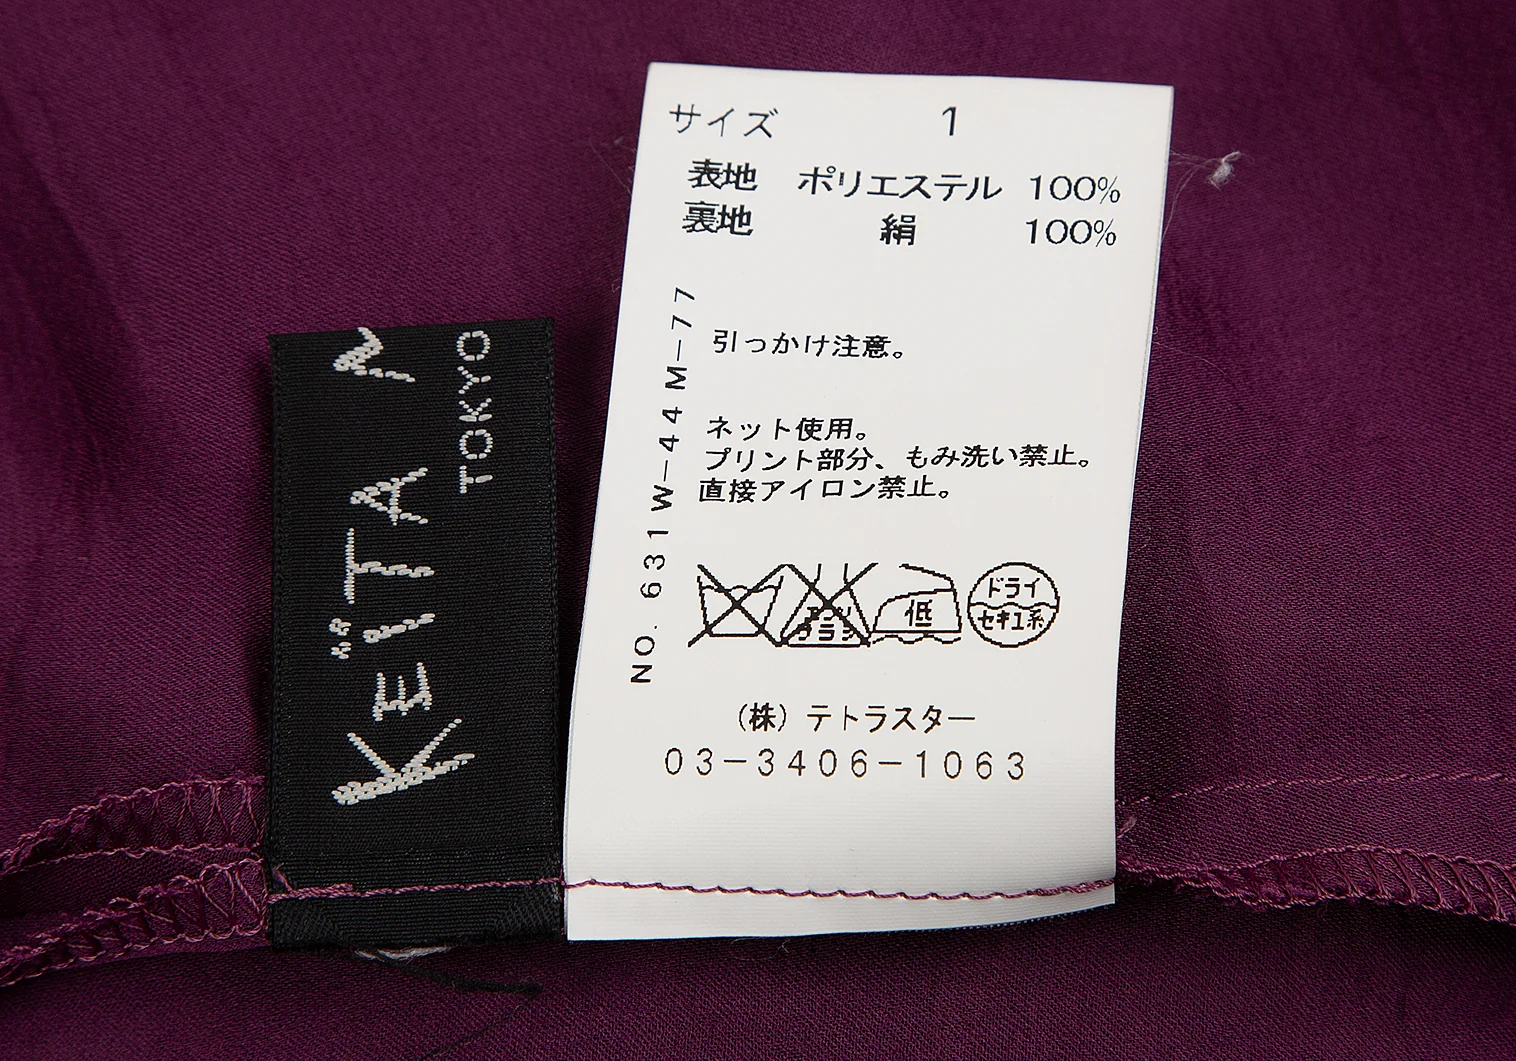 KEÏTA
TOKYO
サイズ 1
表地 ポリエステル 100%
裏地 絹 100%
NO. 631W-44M-77
引っかけ注意。
ネット使用。
プリント部分、もみ洗い禁止。
直接アイロン禁止。
低
ドライ
セキユ系
(株)テトラスター
03-3406-1063